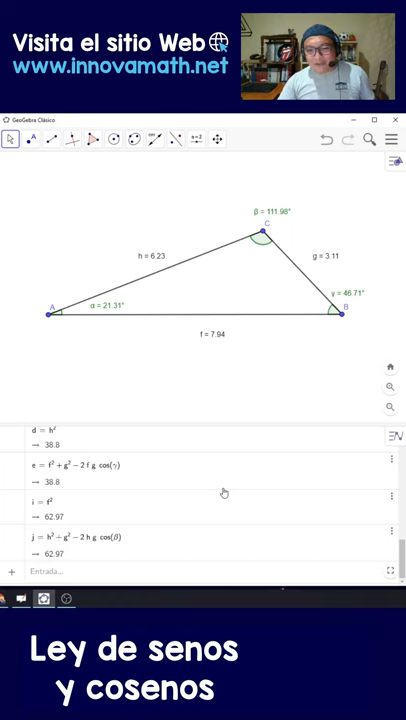 Visita el sitio Web
www.innovamath.net
GeoGebra Clásico
a=2
β = 111.98°
C
h = 6.23
g = 3.11
γ = 46.71°
A
α = 21.31°
B
f = 7.94
d = h²
→ 38.8
e = f² + g² − 2 f g cos(γ)
→ 38.8
i = f²
→ 62.97
j = h² + g² − 2 h g cos(β)
→ 62.97
Entrada...
Ley de senos
y cosenos